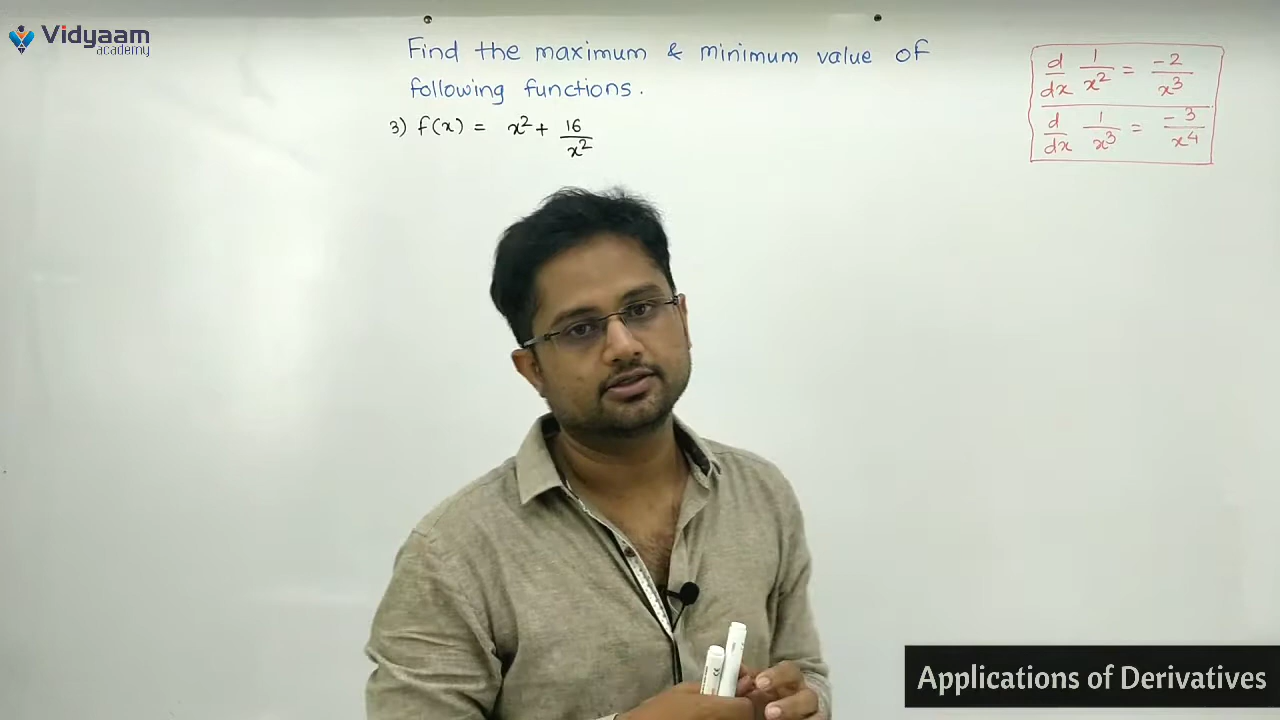 Vidyaam
academy
Find the maximum & minimum value of
following functions.
3) f(x) = x² + 16/x²
d/dx 1/x² = -2/x³
d/dx 1/x³ = -3/x⁴
Applications of Derivatives